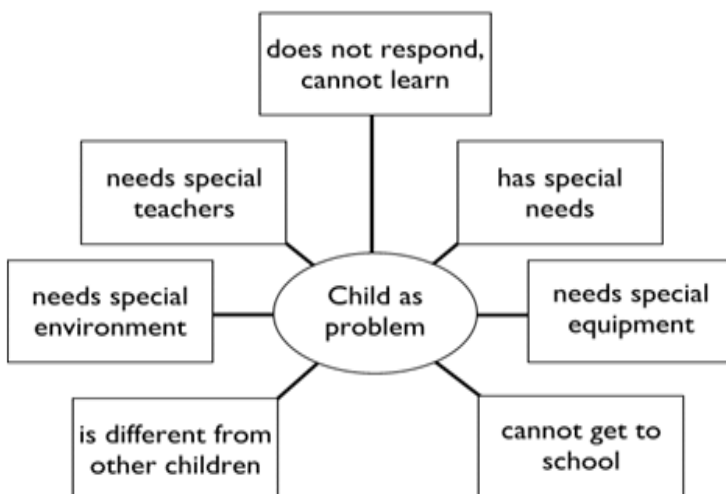 does not respond,
cannot learn
needs special
teachers
has special
needs
needs special
environment
Child as
problem
needs special
equipment
is different from
other children
cannot get to
school